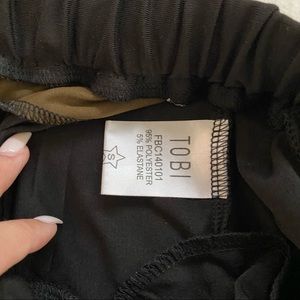 TOBI
FBC140101
95% POLYESTER
5% ELASTANE
S